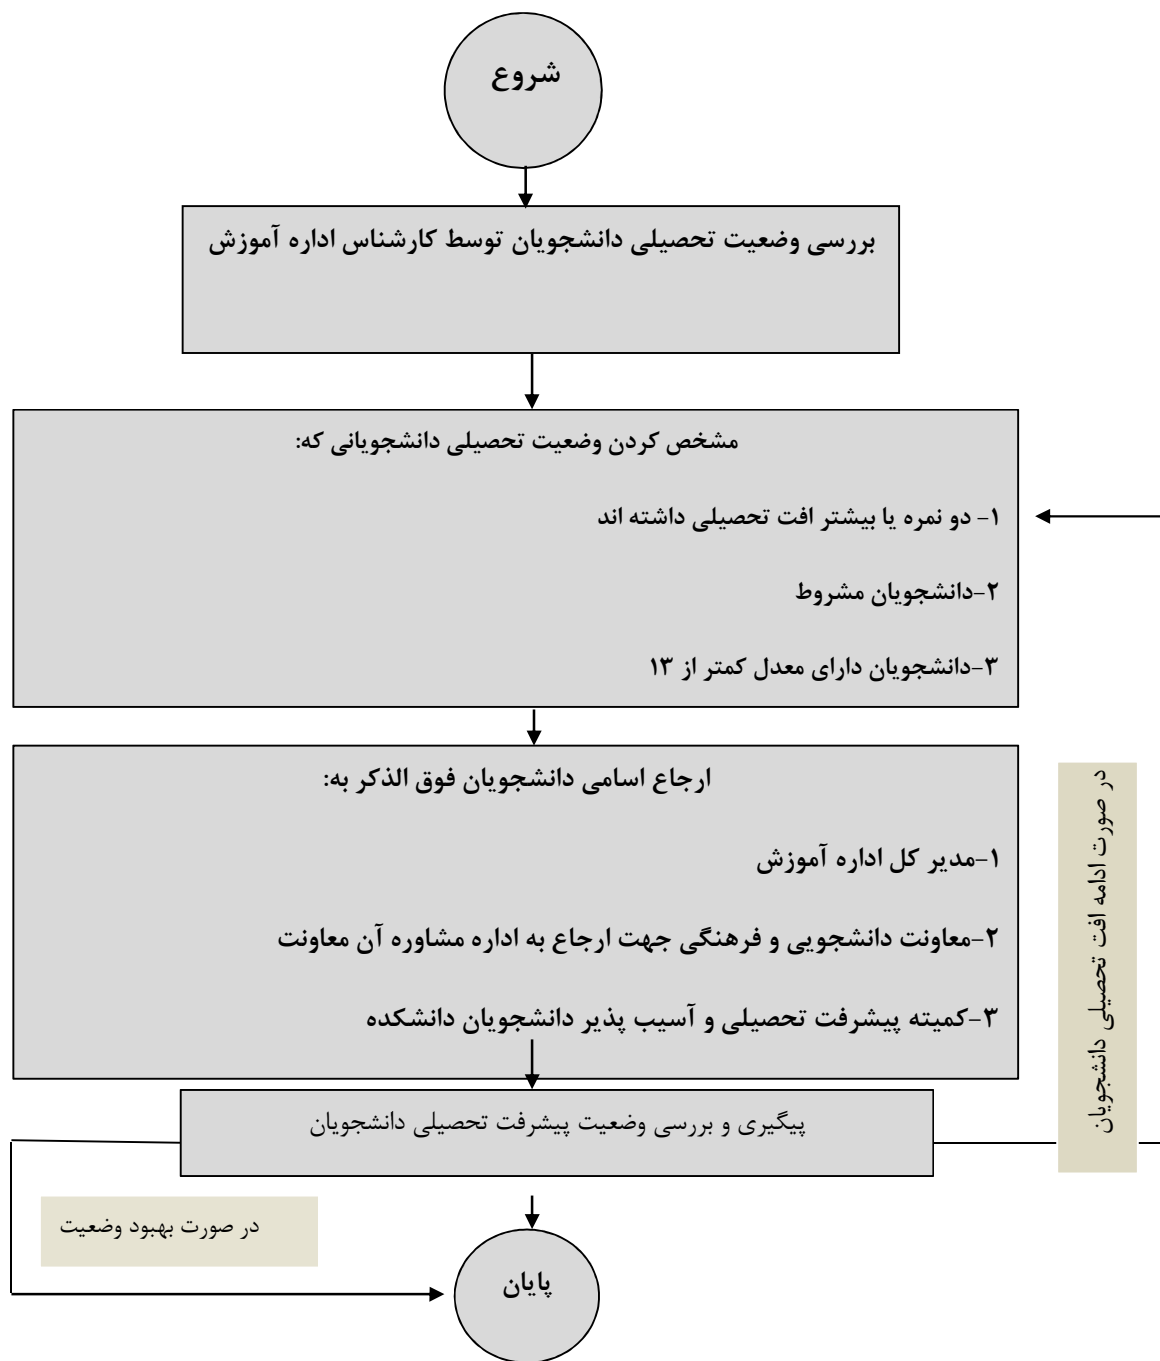 شروع
بررسی وضعیت تحصیلی دانشجویان توسط کارشناس اداره آموزش
مشخص کردن وضعیت تحصیلی دانشجویانی که:
۱- دو نمره یا بیشتر افت تحصیلی داشته اند
۲-دانشجویان مشروط
۳-دانشجویان دارای معدل کمتر از ۱۳
ارجاع اسامی دانشجویان فوق الذکر به:
۱-مدیر کل اداره آموزش
۲-معاونت دانشجویی و فرهنگی جهت ارجاع به اداره مشاوره آن معاونت
۳-کمیته پیشرفت تحصیلی و آسیب پذیر دانشجویان دانشکده
در صورت ادامه افت تحصیلی دانشجویان
پیگیری و بررسی وضعیت پیشرفت تحصیلی دانشجویان
در صورت بهبود وضعیت
پایان